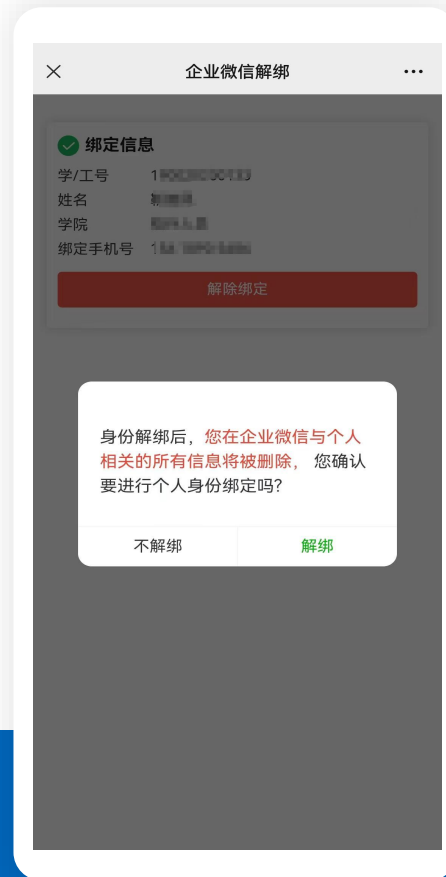 企业微信解绑
绑定信息
学/工号
姓名
学院
绑定手机号
解除绑定
身份解绑后，您在企业微信与个人
相关的所有信息将被删除， 您确认
要进行个人身份绑定吗?
不解绑
解绑